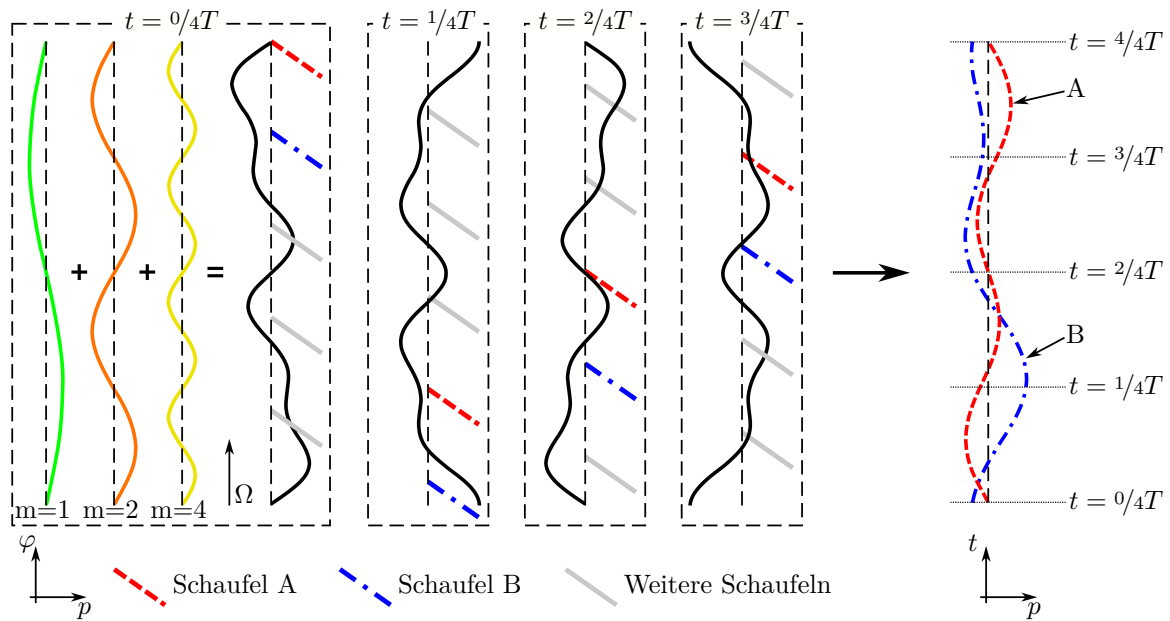 t = 0/4T
t = 1/4T
t = 2/4T
t = 3/4T
t = 4/4T
A
t = 3/4T
+ + =
t = 2/4T
B
t = 1/4T
Ω
m=1 m=2 m=4
t = 0/4T
φ
p
Schaufel A
Schaufel B
Weitere Schaufeln
t
p